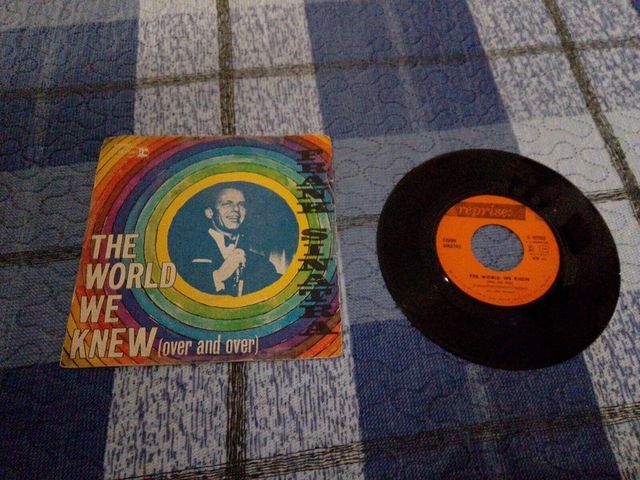 FRANK SINATRA
THE
WORLD
WE
KNEW (over and over)
reprise:
FRANK
SINATRA
THE WORLD WE KNEW